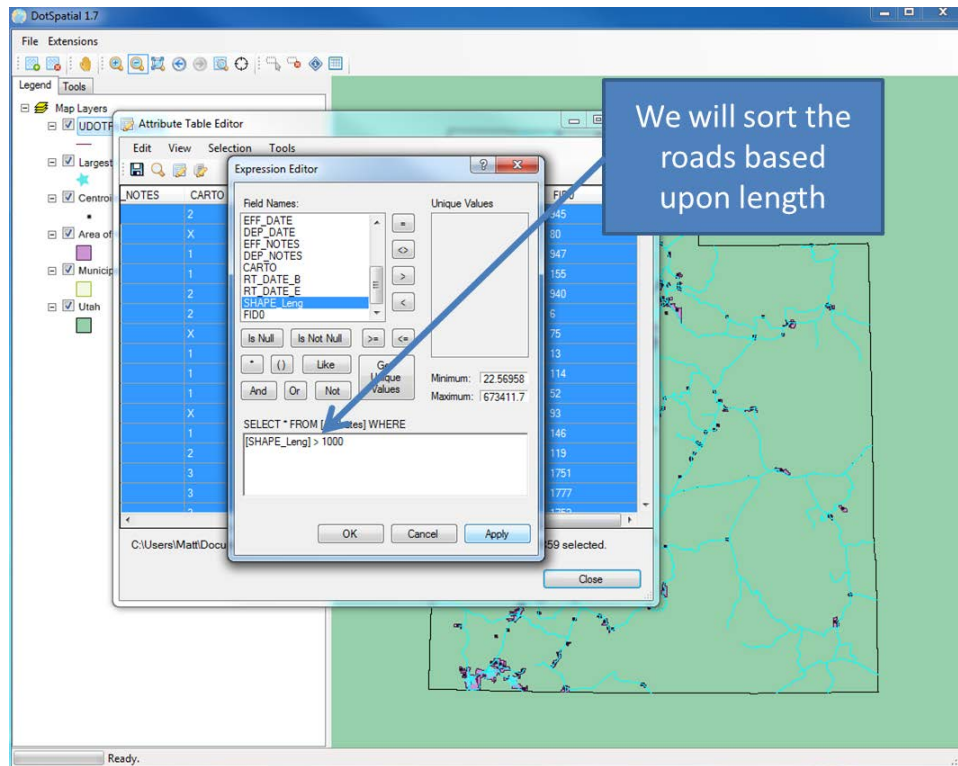 DotSpatial 1.7
File Extensions
Legend Tools
Map Layers
UDOTR
Largest
Centroi
Area of
Municip
Utah
Attribute Table Editor
Edit View Selection Tools
_NOTES CARTO FID0
2 945
X 80
1 947
1 155
2 940
2 6
X 75
1 13
1 114
1 52
X 93
1 146
2 119
3 1751
3 1777
C:\Users\Matt\Docu 859 selected.
Close
Expression Editor
Field Names: Unique Values
EFF_DATE
DEP_DATE
EFF_NOTES
DEP_NOTES
CARTO
RT_DATE_B
RT_DATE_E
SHAPE_Leng
FID0
=
<>
>
<
Is Null Is Not Null >= <=
* () Like
And Or Not
Unique
Values
Minimum: 22.56958
Maximum: 673411.7
SELECT * FROM [ WHERE
[SHAPE_Leng] > 1000
OK Cancel Apply
We will sort the
roads based
upon length
Ready.